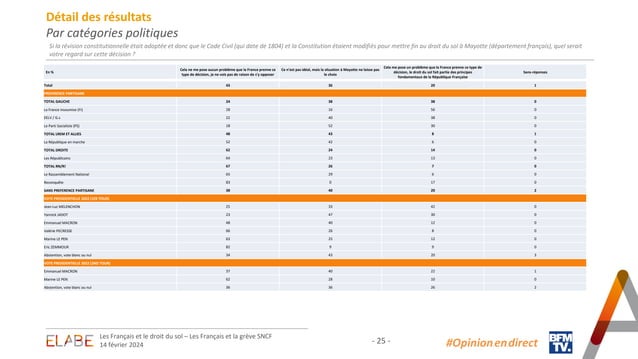 Détail des résultats
Par catégories politiques
Si la révision constitutionnelle était adoptée et donc que le Code Civil (qui date de 1804) et la Constitution étaient modifiés pour mettre fin au droit du sol à Mayotte (département français), quel serait
votre regard sur cette décision ?
En %
Cela ne me pose aucun problème que la France prenne ce type de décision, je ne vois pas de raison de s'y opposer
Ce n'est pas idéal, mais la situation à Mayotte ne laisse pas le choix
Cela me pose un problème que la France prenne ce type de décision, le droit du sol fait partie des principes fondamentaux de la République Française
Sans réponses
Total 43 36 20 1
PREFERENCE PARTISANE
TOTAL GAUCHE 24 38 38 0
La France Insoumise (FI)
EELV / G.s 22 40 38 0
Le Parti Socialiste (PS) 18 52 30 0
TOTAL LREM ET ALLIES 48 43 8 1
La République en marche 52 42 6 0
TOTAL DROITE 62 24 14 0
Les Républicains 64 23 13 0
TOTAL RN/R! 67 26 7 0
Le Rassemblement National 65 29 6 0
Reconquête 83 0 17 0
SANS PREFERENCE PARTISANE 38 40 20 2
VOTE PRESIDENTIELLE 2022 (1ER TOUR)
Jean-Luc MELENCHON 25 33 42 0
Yannick JADOT 23 47 30 0
Emmanuel MACRON 48 40 12 0
Valérie PECRESSE 66 26 8 0
Marine LE PEN 63 25 12 0
Eric ZEMMOUR 82 9 9 0
Abstention, vote blanc ou nul 34 43 20 3
VOTE PRESIDENTIELLE 2022 (2ND TOUR)
Emmanuel MACRON 37 40 22 1
Marine LE PEN 62 28 10 0
Abstention, vote blanc ou nul 36 36 26 2
ELABE
Les Français et le droit du sol – Les Français et la grève SNCF
14 février 2024
- 25 -
#Opinion en direct
BFM
TV.